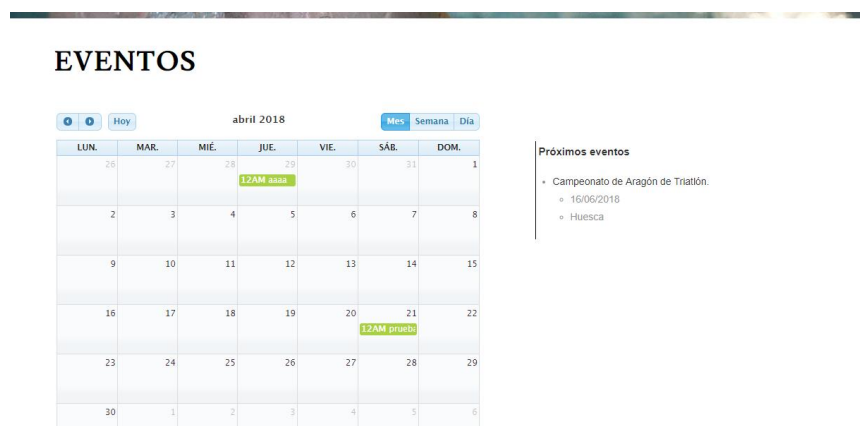 EVENTOS
Hoy
abril 2018
Mes Semana Día
LUN. MAR. MIÉ. JUE. VIE. SÁB. DOM.
26 27 28 29 30 31 1
12AM aaaa
2 3 4 5 6 7 8
9 10 11 12 13 14 15
16 17 18 19 20 21 22
12AM prueba
23 24 25 26 27 28 29
30 1 2 3 4 5 6
Próximos eventos
Campeonato de Aragón de Triatlón.
16/06/2018
Huesca